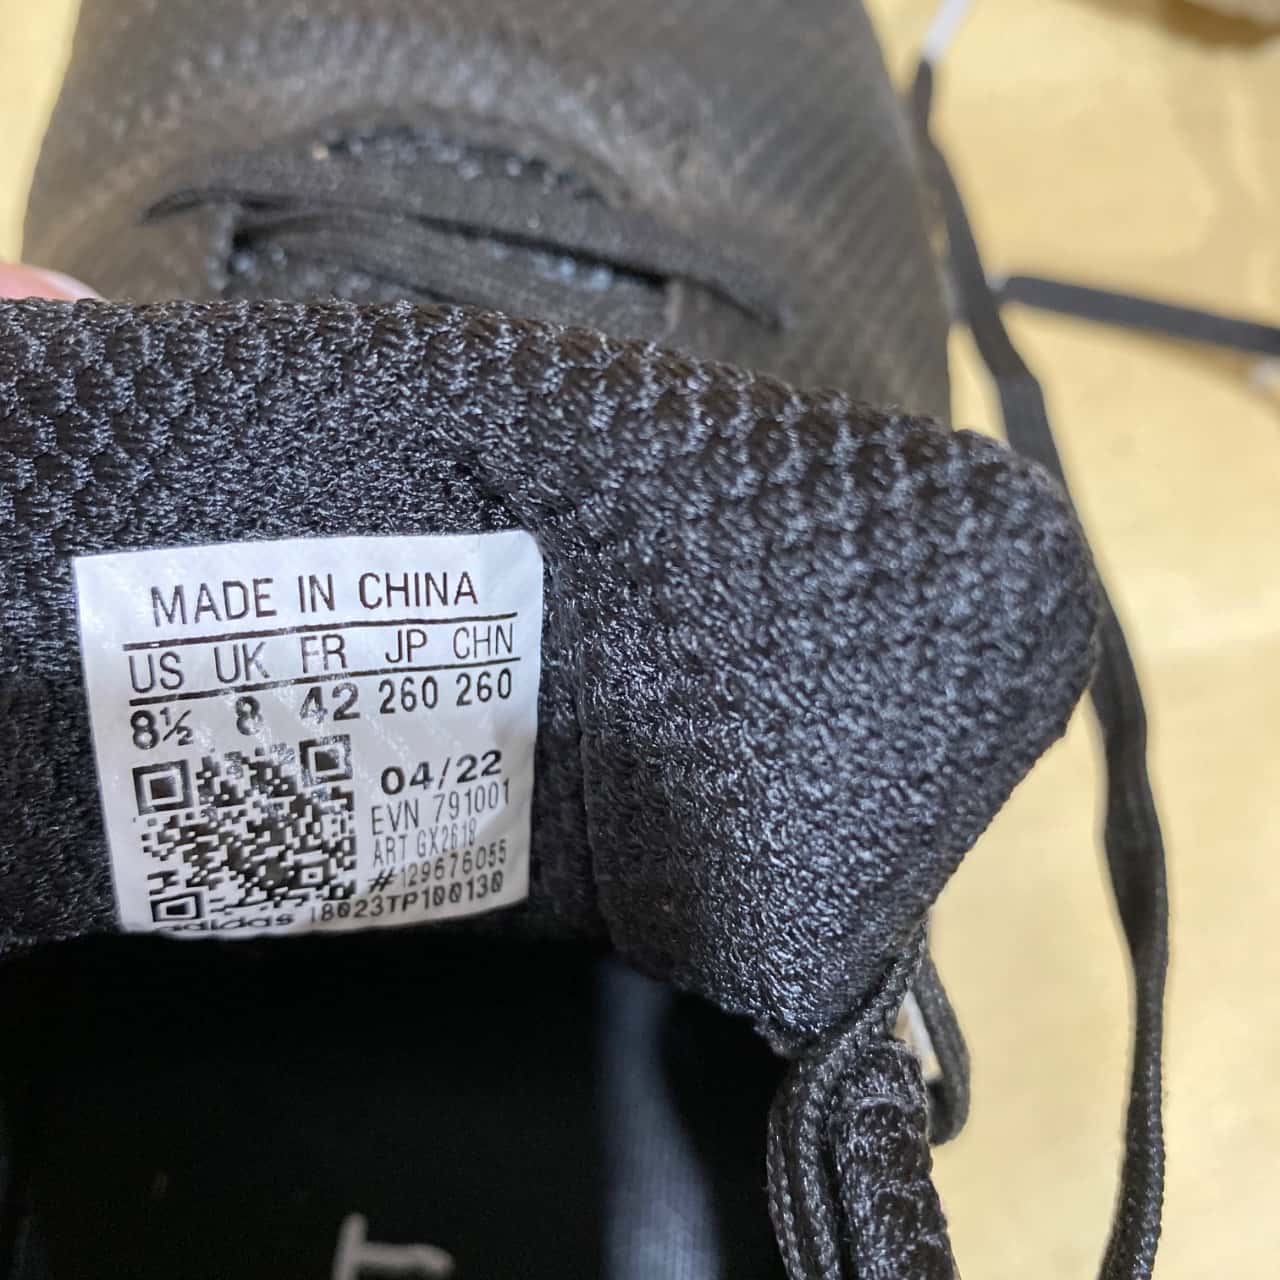 MADE IN CHINA
US UK FR JP CHN
8½ 8 42 260 260
04/22
EVN 791001
ART GX2618
#129676055
adidas 18023TP100130